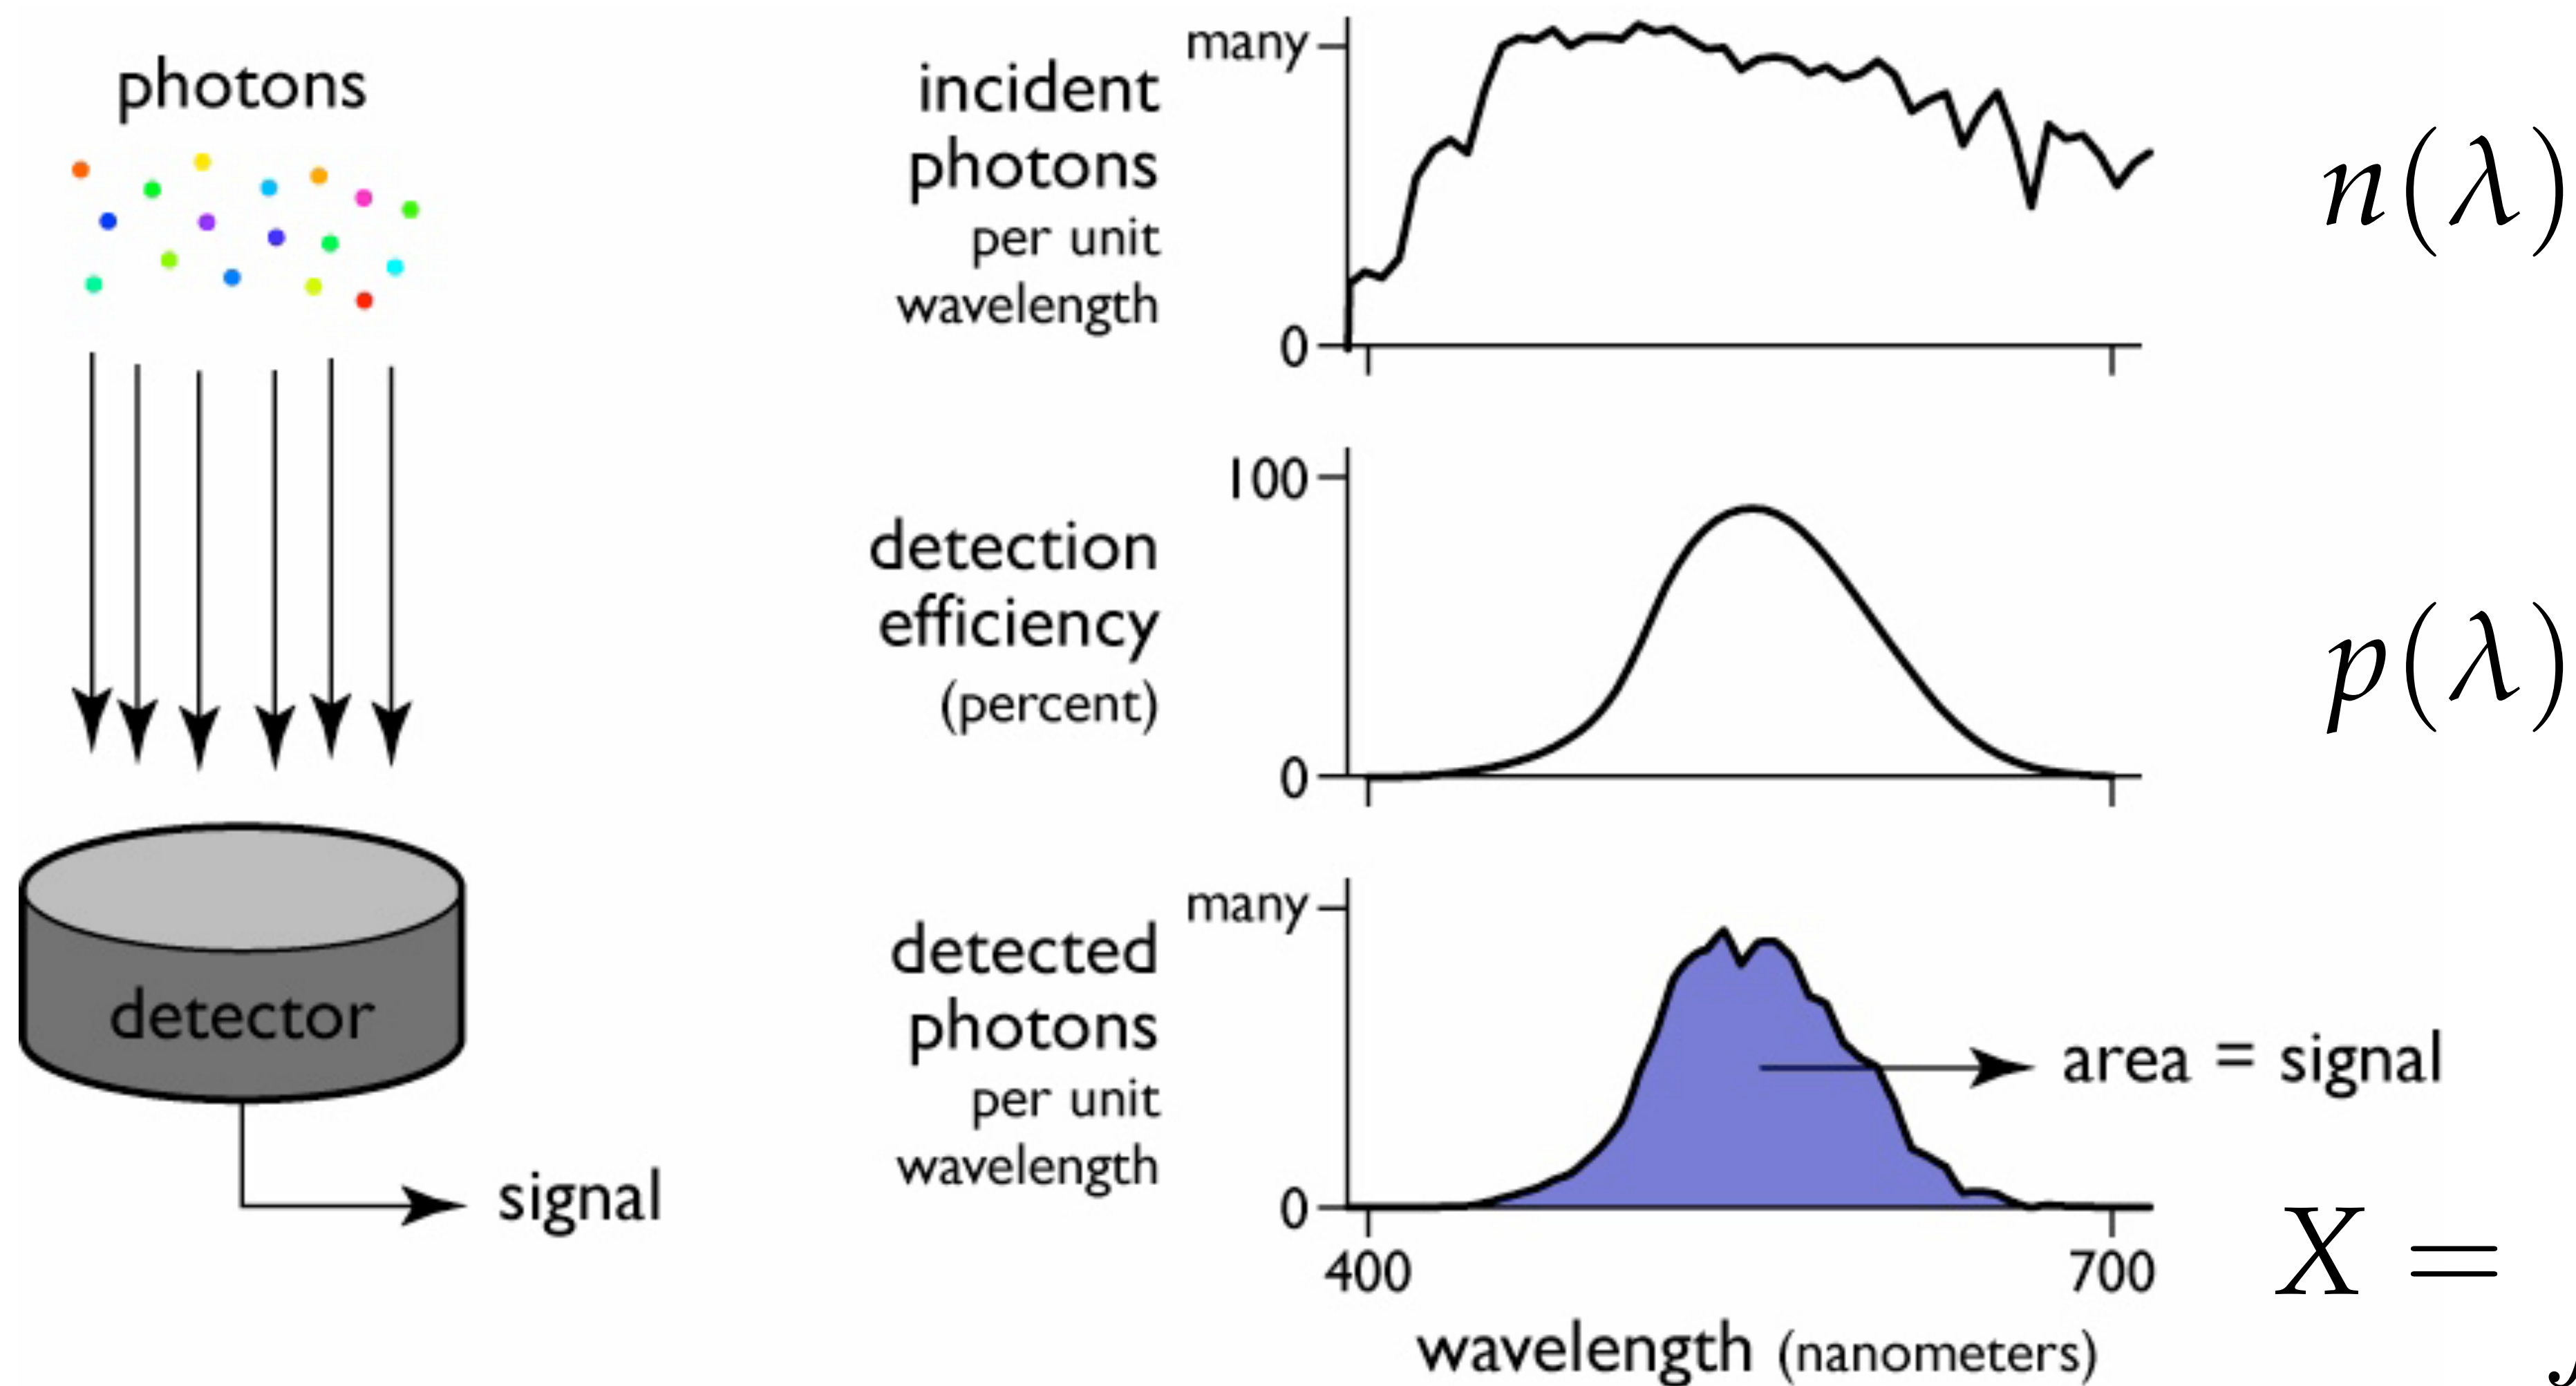 photons
detector
signal
incident
photons
per unit
wavelength
many
0
n(λ)
detection
efficiency
(percent)
100
0
p(λ)
detected
photons
per unit
wavelength
many
0
area = signal
400
700
wavelength (nanometers)
X =